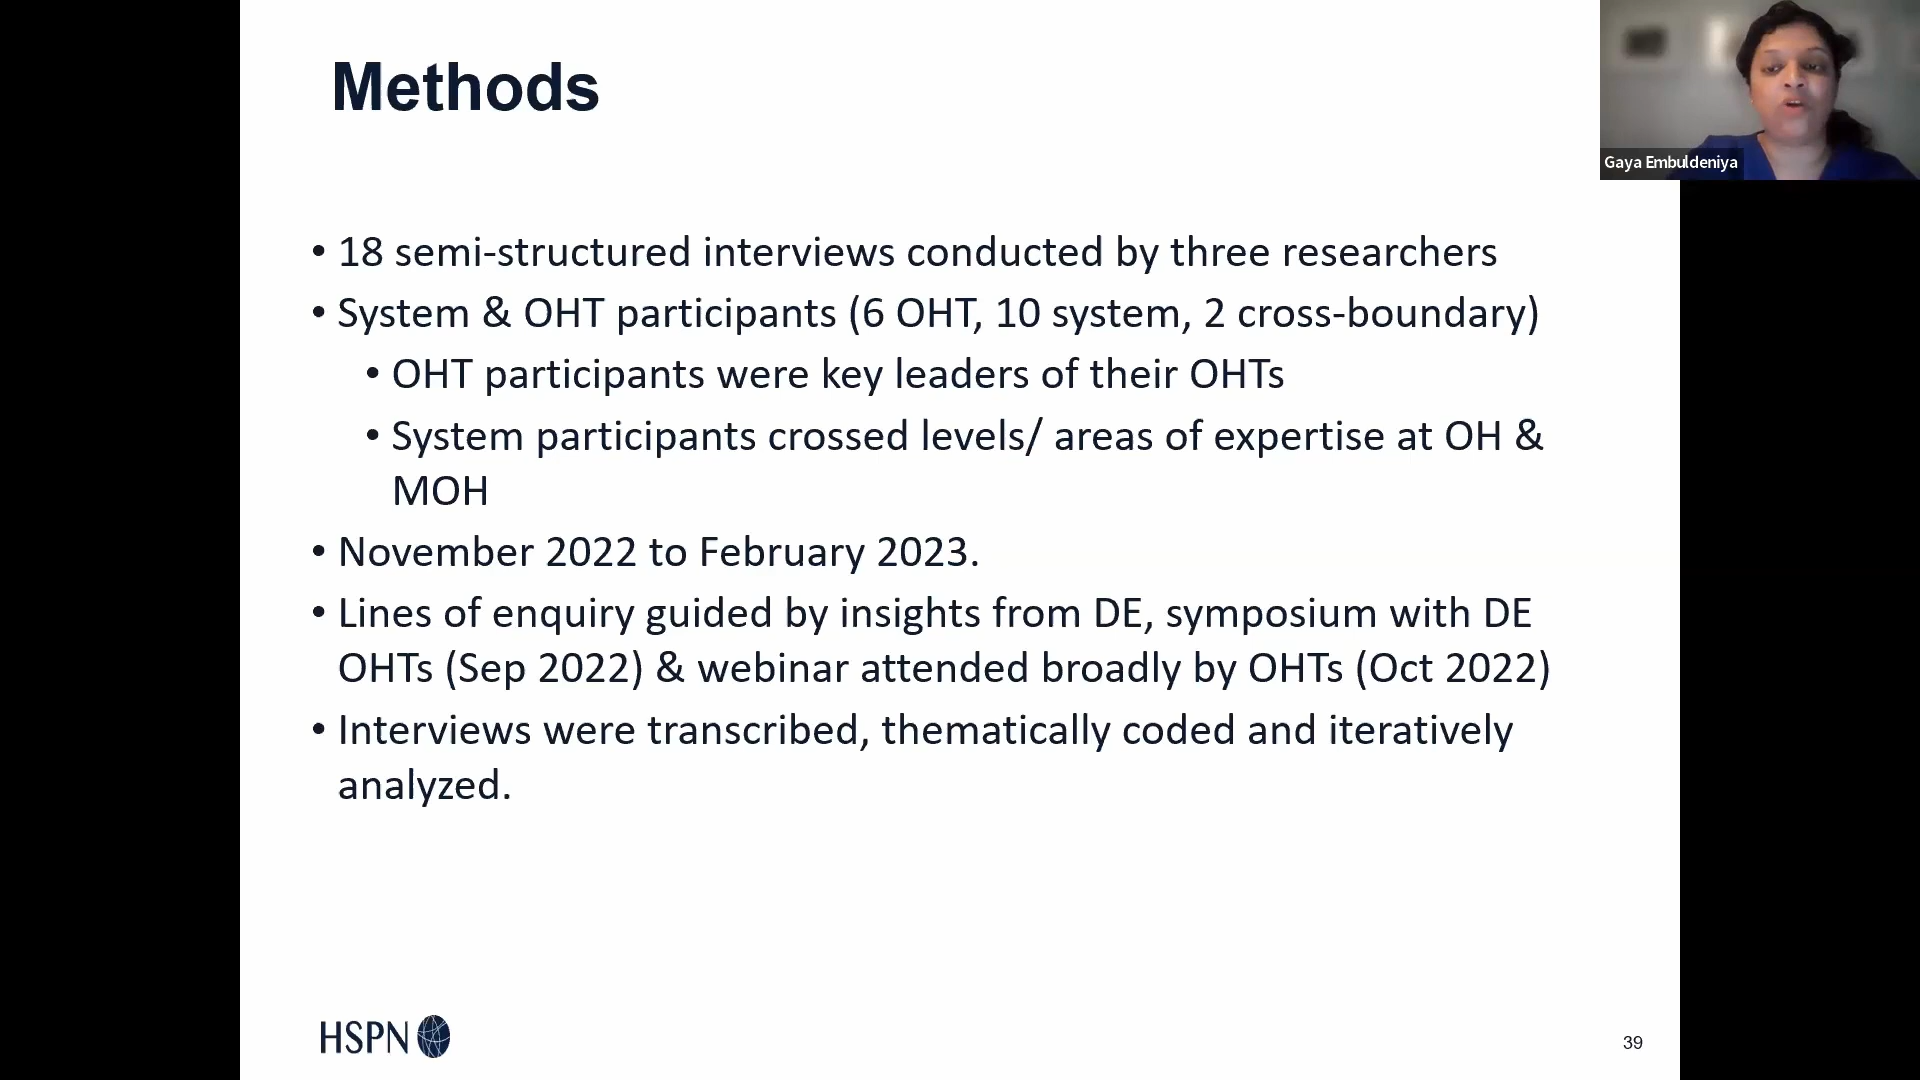 Methods
Gaya Embuldeniya
• 18 semi-structured interviews conducted by three researchers
• System & OHT participants (6 OHT, 10 system, 2 cross-boundary)
• OHT participants were key leaders of their OHTs
• System participants crossed levels/ areas of expertise at OH &
MOH
• November 2022 to February 2023.
• Lines of enquiry guided by insights from DE, symposium with DE
OHTs (Sep 2022) & webinar attended broadly by OHTs (Oct 2022)
• Interviews were transcribed, thematically coded and iteratively
analyzed.
HSPN
39